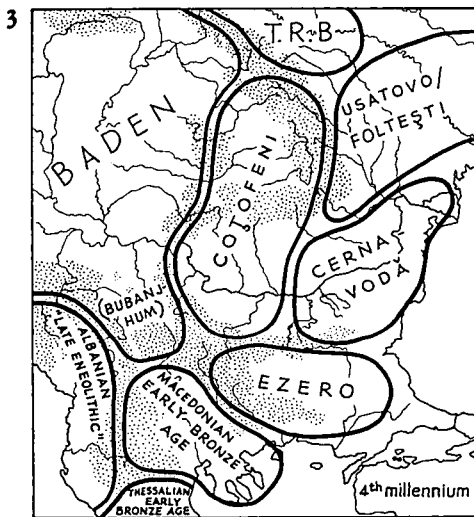 3
T.R.B.
USATOVO/
FOLTEŞTI
BADEN
COŢOFENI
CERNA
VODĂ
(BUBANJ-
HUM)
ALBANIAN
"LATE ENEOLITHIC"
EZERO
MACEDONIAN
EARLY-BRONZE
AGE
THESSALIAN
EARLY
BRONZE AGE
4th millennium